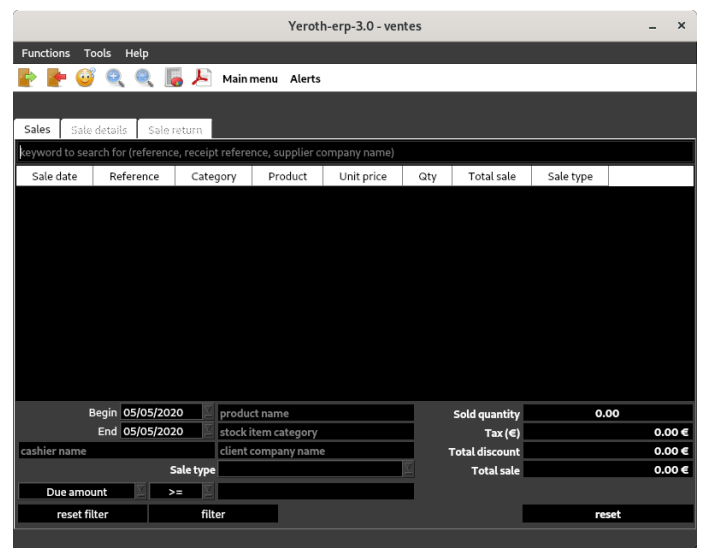 Yeroth-erp-3.0 - ventes
Functions Tools Help
Main menu Alerts
Sales Sale details Sale return
keyword to search for (reference, receipt reference, supplier company name)
Sale date Reference Category Product Unit price Qty Total sale Sale type
Begin 05/05/2020 product name Sold quantity 0.00
End 05/05/2020 stock item category Tax (€) 0.00 €
cashier name client company name Total discount 0.00 €
Sale type Total sale 0.00 €
Due amount >=
reset filter filter reset